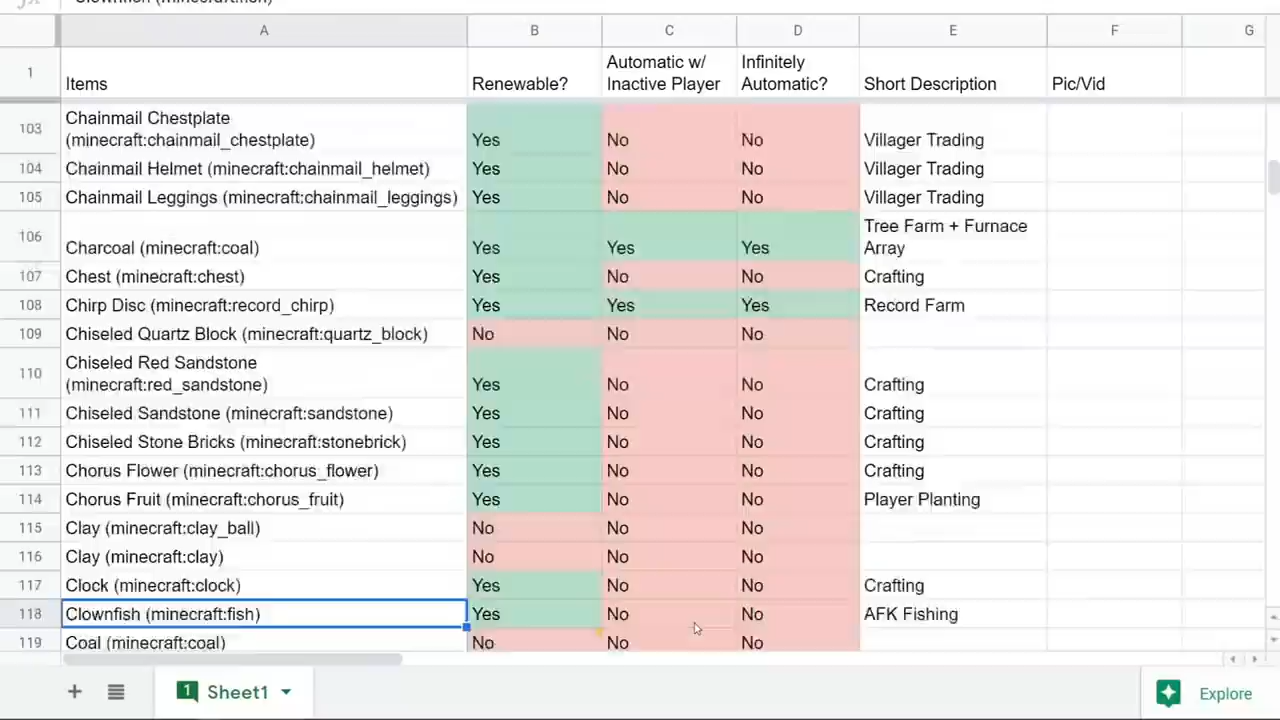 Clownfish (minecraft:fish)
A B C D E F G
1 Items Renewable? Automatic w/ Inactive Player Infinitely Automatic? Short Description Pic/Vid
103 Chainmail Chestplate (minecraft:chainmail_chestplate) Yes No No Villager Trading
104 Chainmail Helmet (minecraft:chainmail_helmet) Yes No No Villager Trading
105 Chainmail Leggings (minecraft:chainmail_leggings) Yes No No Villager Trading
106 Charcoal (minecraft:coal) Yes Yes Yes Tree Farm + Furnace Array
107 Chest (minecraft:chest) Yes No No Crafting
108 Chirp Disc (minecraft:record_chirp) Yes Yes Yes Record Farm
109 Chiseled Quartz Block (minecraft:quartz_block) No No No
110 Chiseled Red Sandstone (minecraft:red_sandstone) Yes No No Crafting
111 Chiseled Sandstone (minecraft:sandstone) Yes No No Crafting
112 Chiseled Stone Bricks (minecraft:stonebrick) Yes No No Crafting
113 Chorus Flower (minecraft:chorus_flower) Yes No No Crafting
114 Chorus Fruit (minecraft:chorus_fruit) Yes No No Player Planting
115 Clay (minecraft:clay_ball) No No No
116 Clay (minecraft:clay) No No No
117 Clock (minecraft:clock) Yes No No Crafting
118 Clownfish (minecraft:fish) Yes No No AFK Fishing
119 Coal (minecraft:coal) No No No
1 Sheet1 Explore